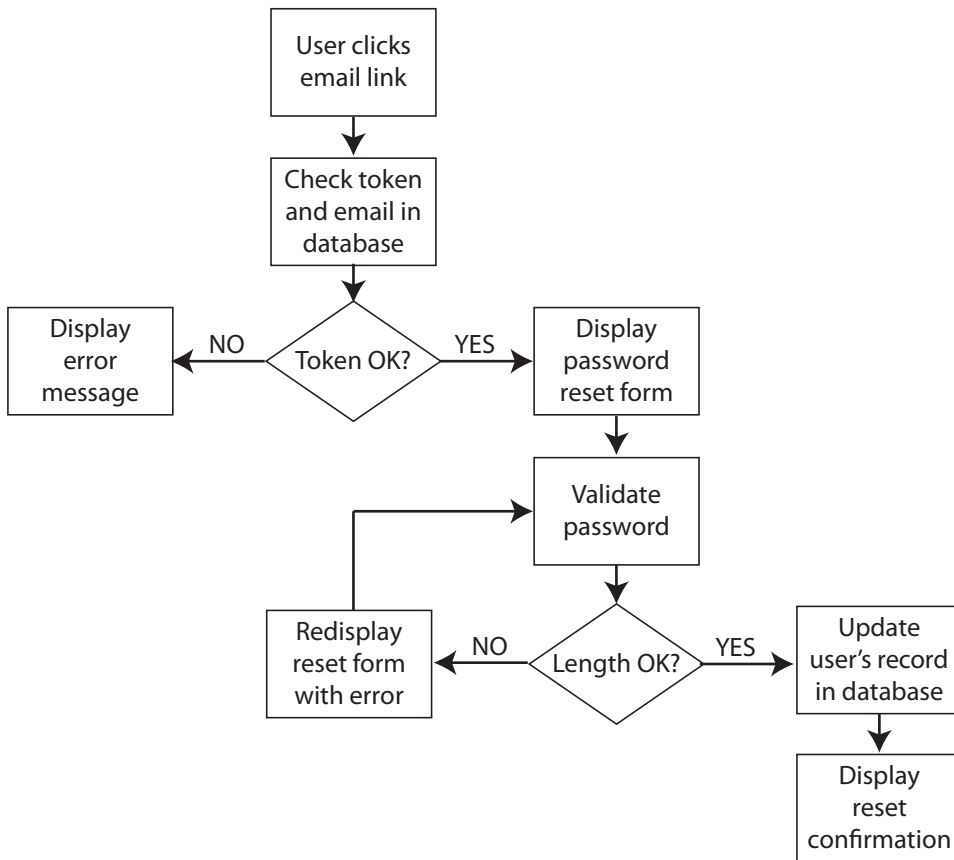 User clicks
email link
Check token
and email in
database
Display
error
message
NO
Token OK?
YES
Display
password
reset form
Validate
password
Redisplay
reset form
with error
NO
Length OK?
YES
Update
user’s record
in database
Display
reset
confirmation